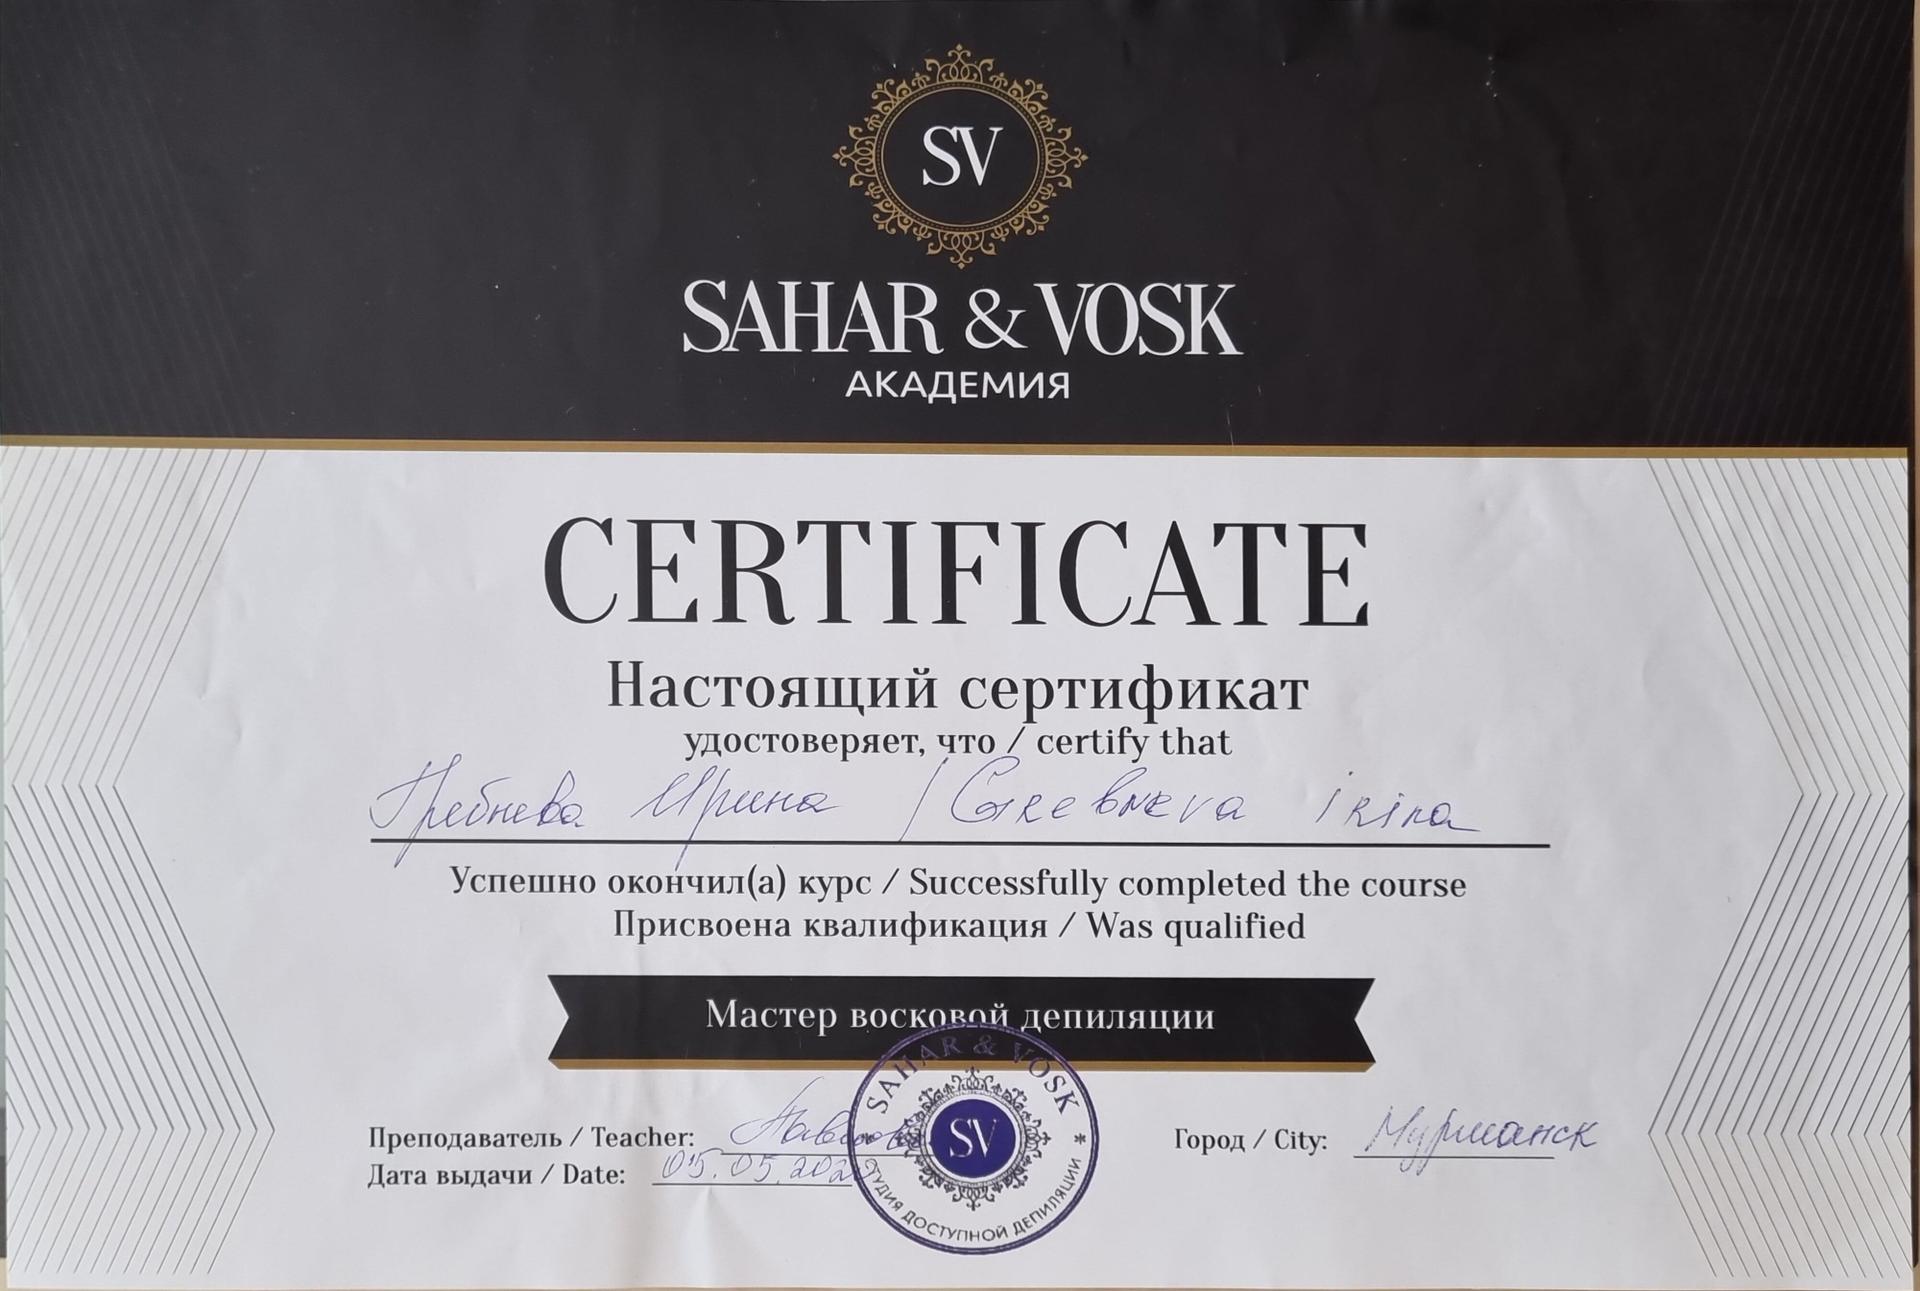 SV
SAHAR & VOSK
АКАДЕМИЯ
CERTIFICATE
Настоящий сертификат
удостоверяет, что / certify that
Гребнева Ирина / Grebneva Irina
Успешно окончил(а) курс / Successfully completed the course
Присвоена квалификация / Was qualified
Мастер восковой депиляции
Преподаватель / Teacher:
Город / City: Мурманск
Дата выдачи / Date: 05.05.202
SAHAR & VOSK
SV
СТУДИЯ ДОСТУПНОЙ ДЕПИЛЯЦИИ